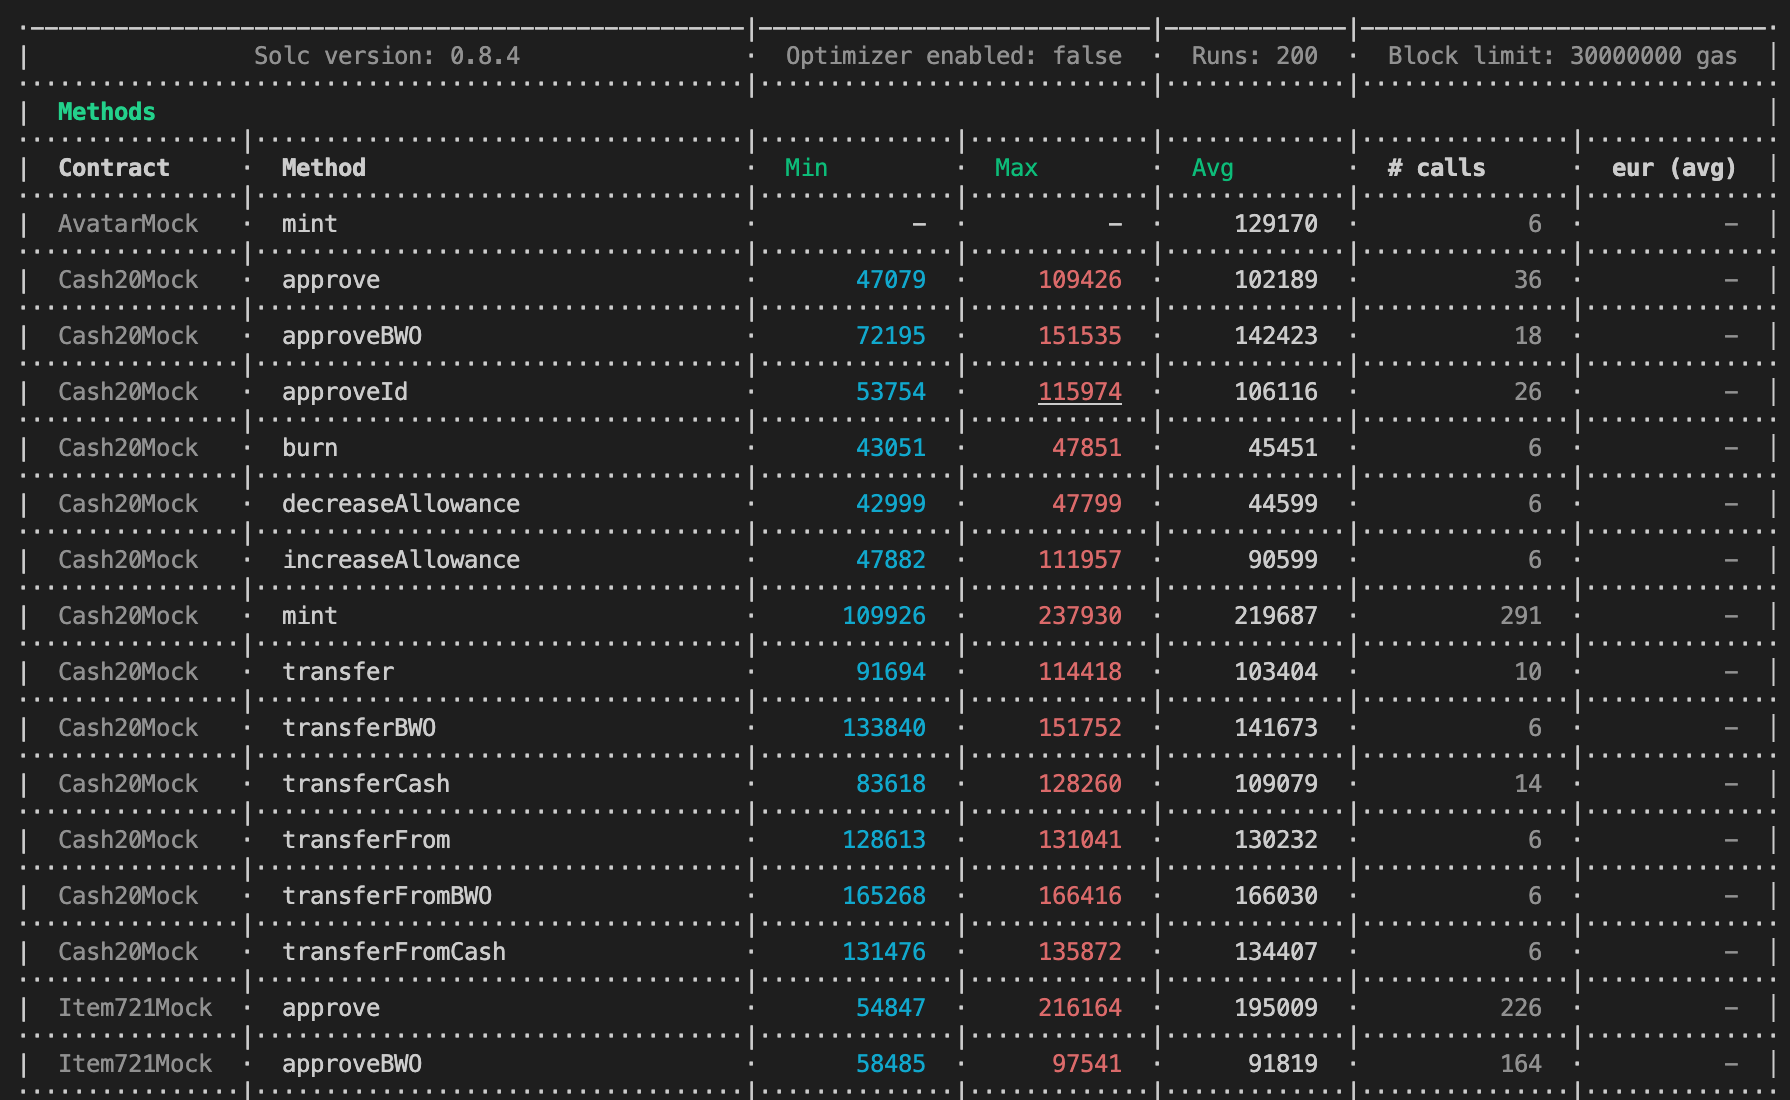 Solc version: 0.8.4 · Optimizer enabled: false · Runs: 200 · Block limit: 30000000 gas
Methods
Contract · Method · Min · Max · Avg · # calls · eur (avg)
AvatarMock · mint · - · - · 129170 · 6 · -
Cash20Mock · approve · 47079 · 109426 · 102189 · 36 · -
Cash20Mock · approveBWO · 72195 · 151535 · 142423 · 18 · -
Cash20Mock · approveId · 53754 · 115974 · 106116 · 26 · -
Cash20Mock · burn · 43051 · 47851 · 45451 · 6 · -
Cash20Mock · decreaseAllowance · 42999 · 47799 · 44599 · 6 · -
Cash20Mock · increaseAllowance · 47882 · 111957 · 90599 · 6 · -
Cash20Mock · mint · 109926 · 237930 · 219687 · 291 · -
Cash20Mock · transfer · 91694 · 114418 · 103404 · 10 · -
Cash20Mock · transferBWO · 133840 · 151752 · 141673 · 6 · -
Cash20Mock · transferCash · 83618 · 128260 · 109079 · 14 · -
Cash20Mock · transferFrom · 128613 · 131041 · 130232 · 6 · -
Cash20Mock · transferFromBWO · 165268 · 166416 · 166030 · 6 · -
Cash20Mock · transferFromCash · 131476 · 135872 · 134407 · 6 · -
Item721Mock · approve · 54847 · 216164 · 195009 · 226 · -
Item721Mock · approveBWO · 58485 · 97541 · 91819 · 164 · -